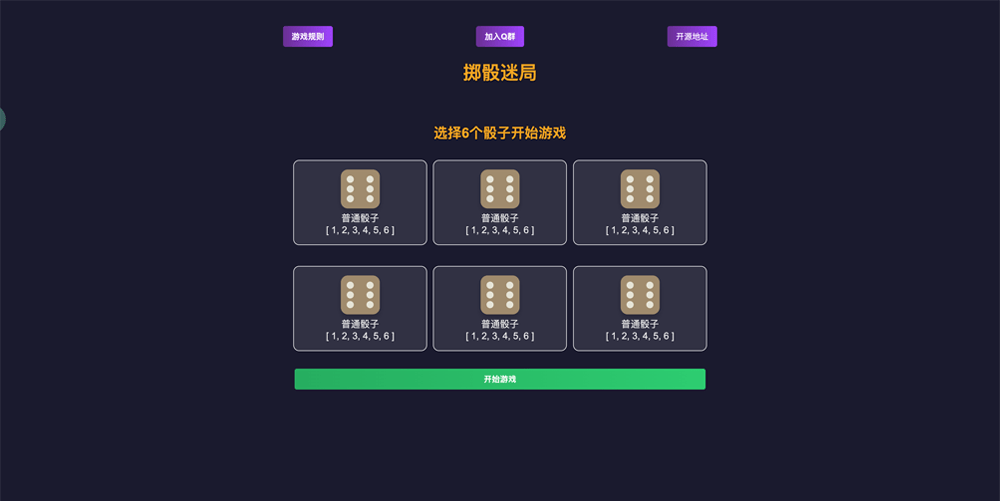 游戏规则
加入Q群
开源地址
掷骰迷局
选择6个骰子开始游戏
普通骰子
[ 1, 2, 3, 4, 5, 6 ]
普通骰子
[ 1, 2, 3, 4, 5, 6 ]
普通骰子
[ 1, 2, 3, 4, 5, 6 ]
普通骰子
[ 1, 2, 3, 4, 5, 6 ]
普通骰子
[ 1, 2, 3, 4, 5, 6 ]
普通骰子
[ 1, 2, 3, 4, 5, 6 ]
开始游戏